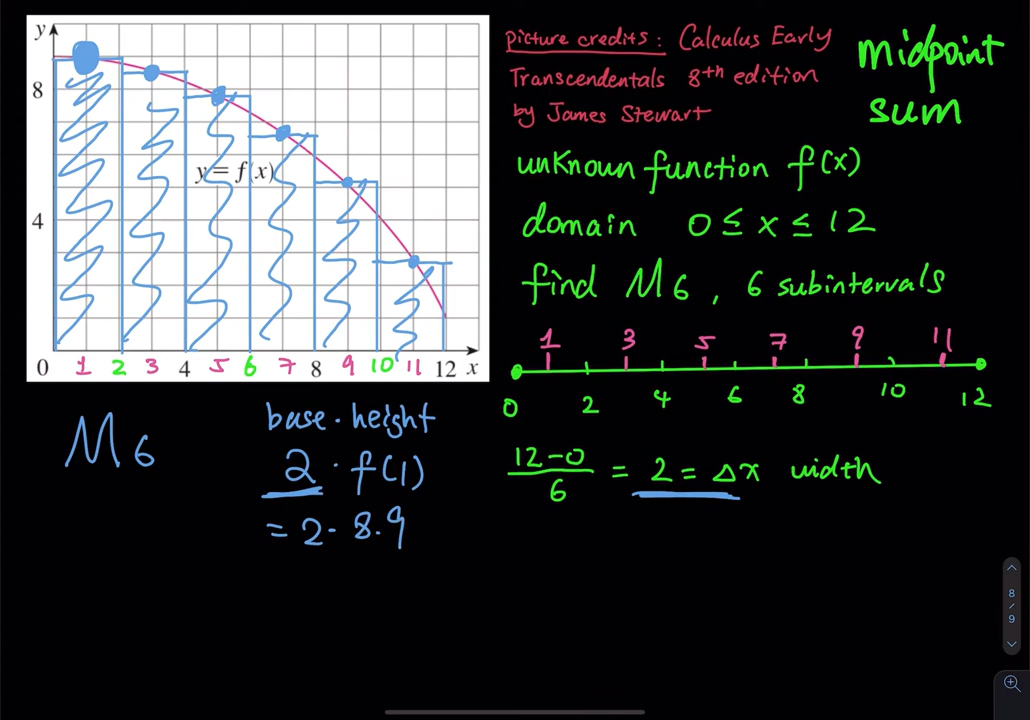 y
8
4
y = f(x)
0 1 2 3 4 5 6 7 8 9 10 11 12 x
picture credits: Calculus Early
Transcendentals 8th edition
by James Stewart
midpoint
sum
unknown function f(x)
domain 0 ≤ x ≤ 12
find M6, 6 subintervals
1 3 5 7 9 11
0 2 4 6 8 10 12
12-0/6 = 2 = Δx width
M6
base · height
2 · f(1)
= 2 · 8.9
8
/
9